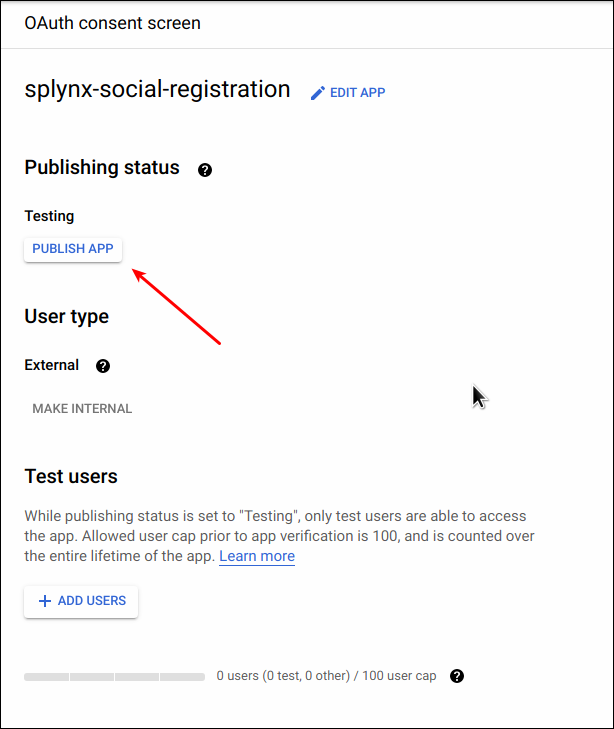 OAuth consent screen
splynx-social-registration EDIT APP
Publishing status ?
Testing
PUBLISH APP
User type
External ?
MAKE INTERNAL
Test users
While publishing status is set to "Testing", only test users are able to access
the app. Allowed user cap prior to app verification is 100, and is counted over
the entire lifetime of the app. Learn more
+ ADD USERS
0 users (0 test, 0 other) / 100 user cap ?